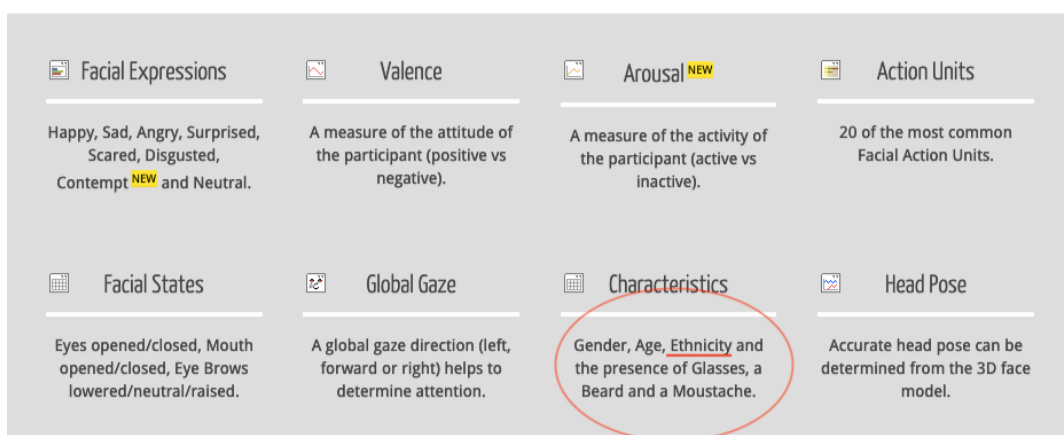 Facial Expressions
Happy, Sad, Angry, Surprised,
Scared, Disgusted,
Contempt NEW and Neutral.
Valence
A measure of the attitude of
the participant (positive vs
negative).
Arousal NEW
A measure of the activity of
the participant (active vs
inactive).
Action Units
20 of the most common
Facial Action Units.
Facial States
Eyes opened/closed, Mouth
opened/closed, Eye Brows
lowered/neutral/raised.
Global Gaze
A global gaze direction (left,
forward or right) helps to
determine attention.
Characteristics
Gender, Age, Ethnicity and
the presence of Glasses, a
Beard and a Moustache.
Head Pose
Accurate head pose can be
determined from the 3D face
model.